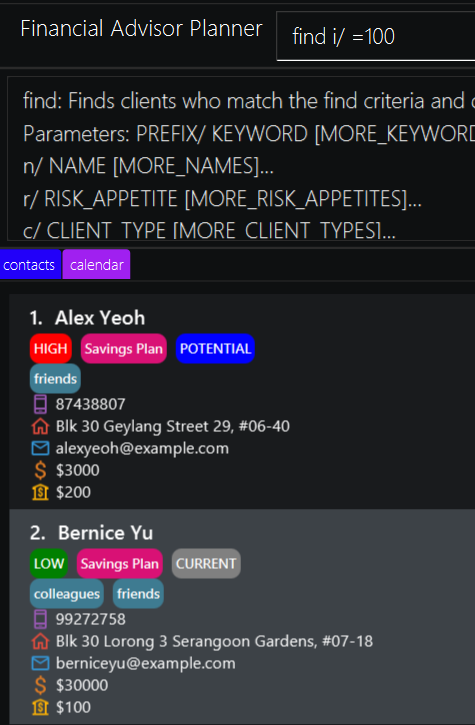 Financial Advisor Planner
find i/ =100
find: Finds clients who match the find criteria and
Parameters: PREFIX/ KEYWORD [MORE_KEYWORD
n/ NAME [MORE_NAMES]...
r/ RISK_APPETITE [MORE_RISK_APPETITES]...
c/ CLIENT_TYPE [MORE_CLIENT_TYPES]...
contacts calendar
1. Alex Yeoh
HIGH Savings Plan POTENTIAL
friends
87438807
Blk 30 Geylang Street 29, #06-40
alexyeoh@example.com
$3000
$200
2. Bernice Yu
LOW Savings Plan CURRENT
colleagues friends
99272758
Blk 30 Lorong 3 Serangoon Gardens, #07-18
berniceyu@example.com
$30000
$100